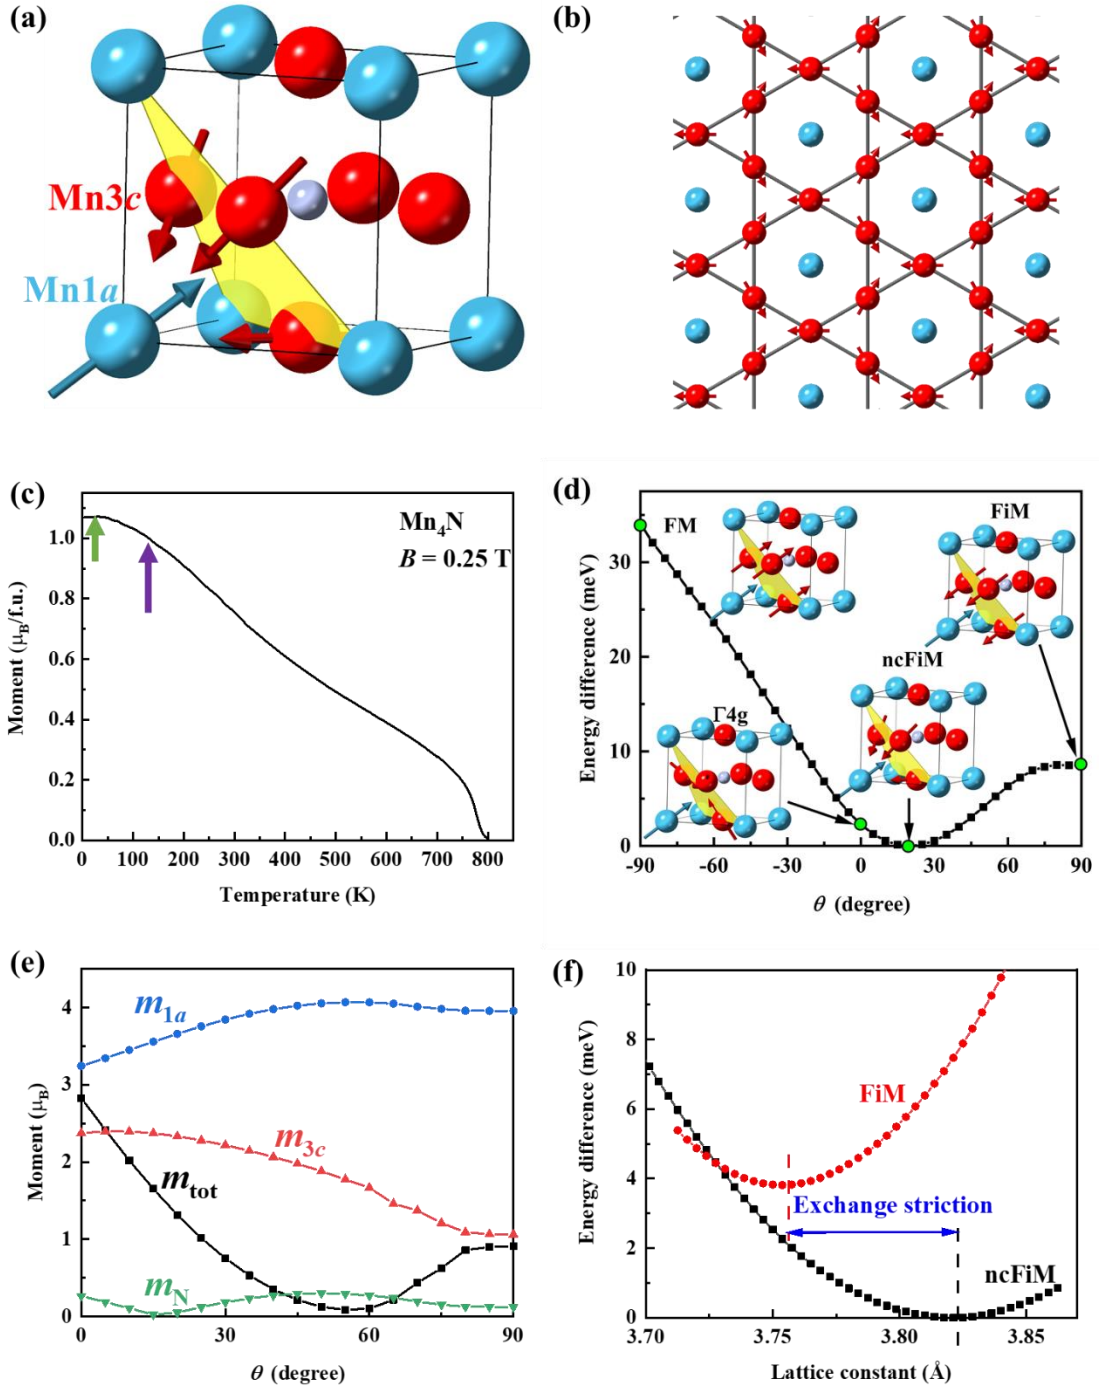 (a)
Mn3c
Mn1a
(b)
(c)
Mn₄N
B = 0.25 T
Moment (μB/f.u.)
1.0
0.8
0.6
0.4
0.2
0.0
0 100 200 300 400 500 600 700 800
Temperature (K)
(d)
FM
FiM
ncFiM
Γ4g
Energy difference (meV)
30
20
10
0
-90 -60 -30 0 30 60 90
θ (degree)
(e)
m1a
m3c
mtot
mN
Moment (μB)
4
3
2
1
0
0 30 60 90
θ (degree)
(f)
FiM
Exchange striction
ncFiM
Energy difference (meV)
10
8
6
4
2
0
3.70 3.75 3.80 3.85
Lattice constant (Å)